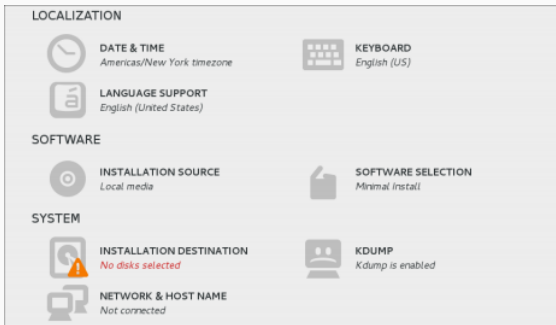 LOCALIZATION
DATE & TIME
Americas/New York timezone
KEYBOARD
English (US)
LANGUAGE SUPPORT
English (United States)
SOFTWARE
INSTALLATION SOURCE
Local media
SOFTWARE SELECTION
Minimal Install
SYSTEM
INSTALLATION DESTINATION
No disks selected
KDUMP
Kdump is enabled
NETWORK & HOST NAME
Not connected